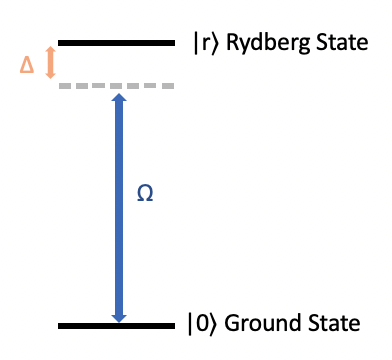 |r⟩ Rydberg State
Δ
Ω
|0⟩ Ground State